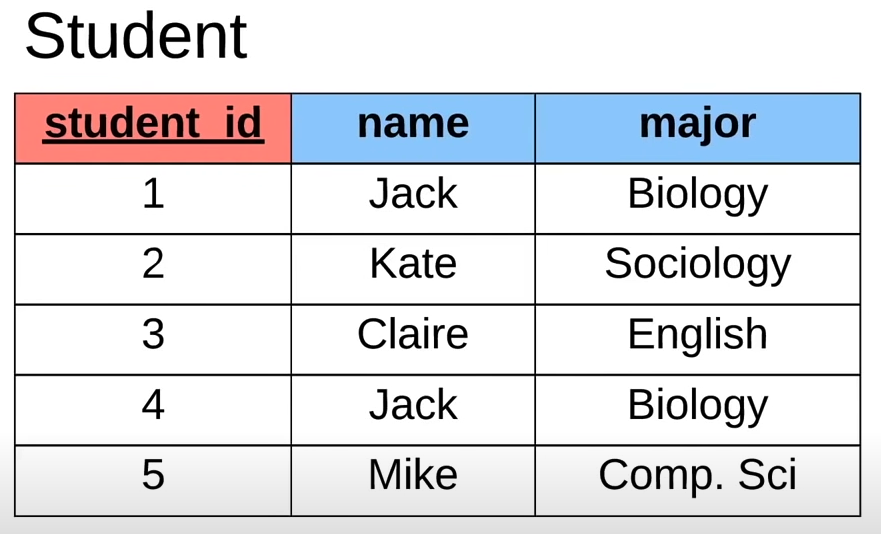 Student
student_id name major
1 Jack Biology
2 Kate Sociology
3 Claire English
4 Jack Biology
5 Mike Comp. Sci